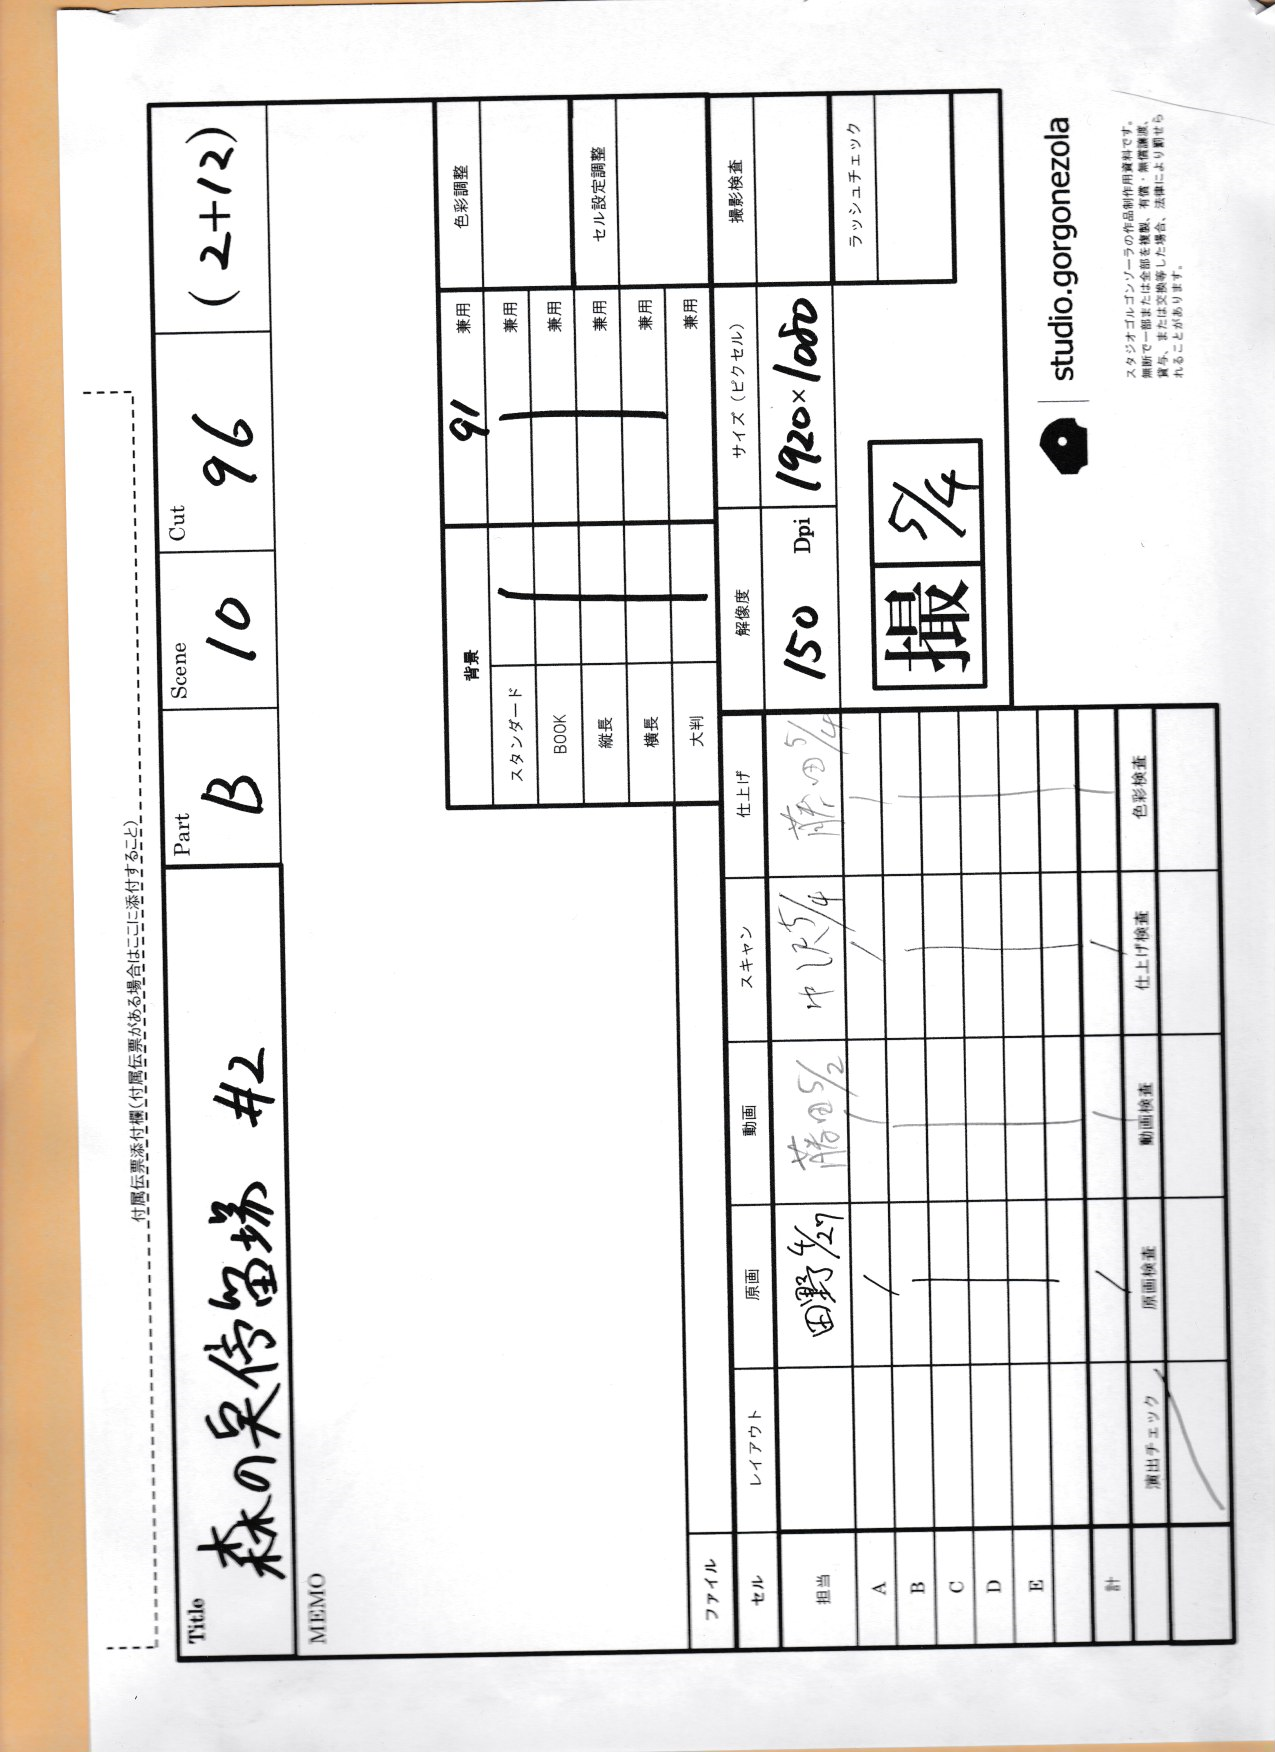 付属伝票添付欄(付属伝票がある場合はここに添付すること)
Title 森の旲停留場 #2
Part B
Scene 10
Cut 96
(2+12)
MEMO
背景 91 兼用
スタンダード 兼用
BOOK 兼用
縦長 兼用
横長 兼用
大判 兼用
色彩調整
セル設定調整
解像度 サイズ(ピクセル) 撮影検査
150 Dpi 1920×1080
ラッシュチェック
撮 5/4
ファイル
セル レイアウト 原画 動画 スキャン 仕上げ
担当 田野 4/27 藤田 5/2 5/4 藤田 5/4
A
B
C
D
E
計
演出チェック 原画検査 動画検査 仕上げ検査 色彩検査
studio.gorgonezola
スタジオゴルゴンゾーラの作品制作用資料です。
無断で一部または全部を複製、有償・無償譲渡、
貸与、または交換等した場合、法律により罰せら
れることがあります。